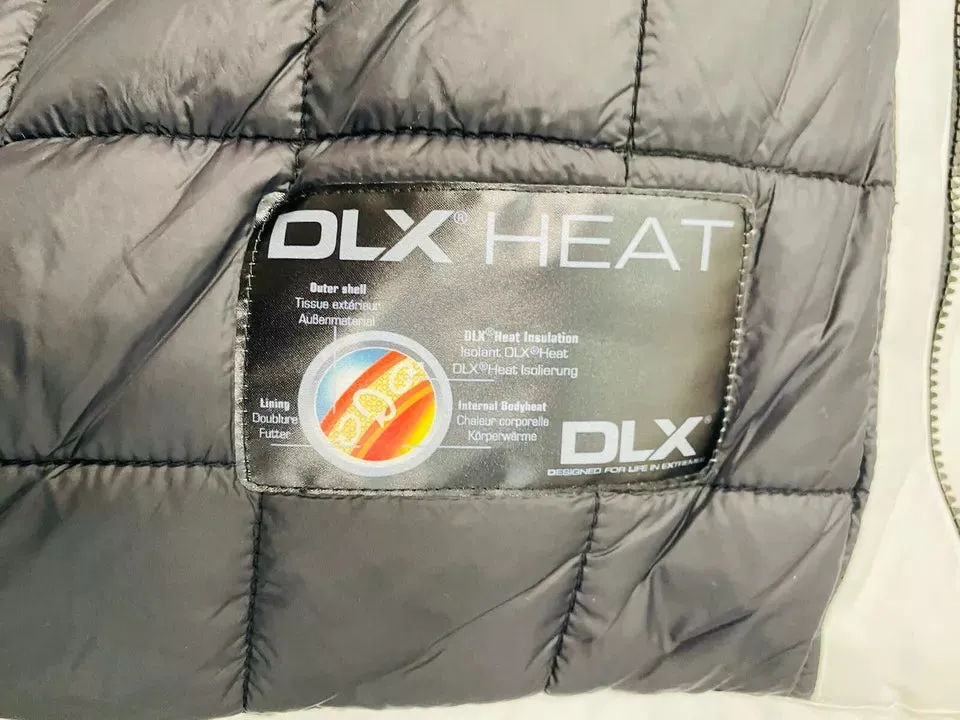 DLX® HEAT
Outer shell
Tissue extérieur
Außenmaterial
DLX® Heat Insulation
Isolant DLX® Heat
DLX® Heat Isolierung
Lining
Doublure
Futter
Internal Bodyheat
Chaleur corporelle
Körperwärme
DLX®
DESIGNED FOR LIFE IN EXTREMES